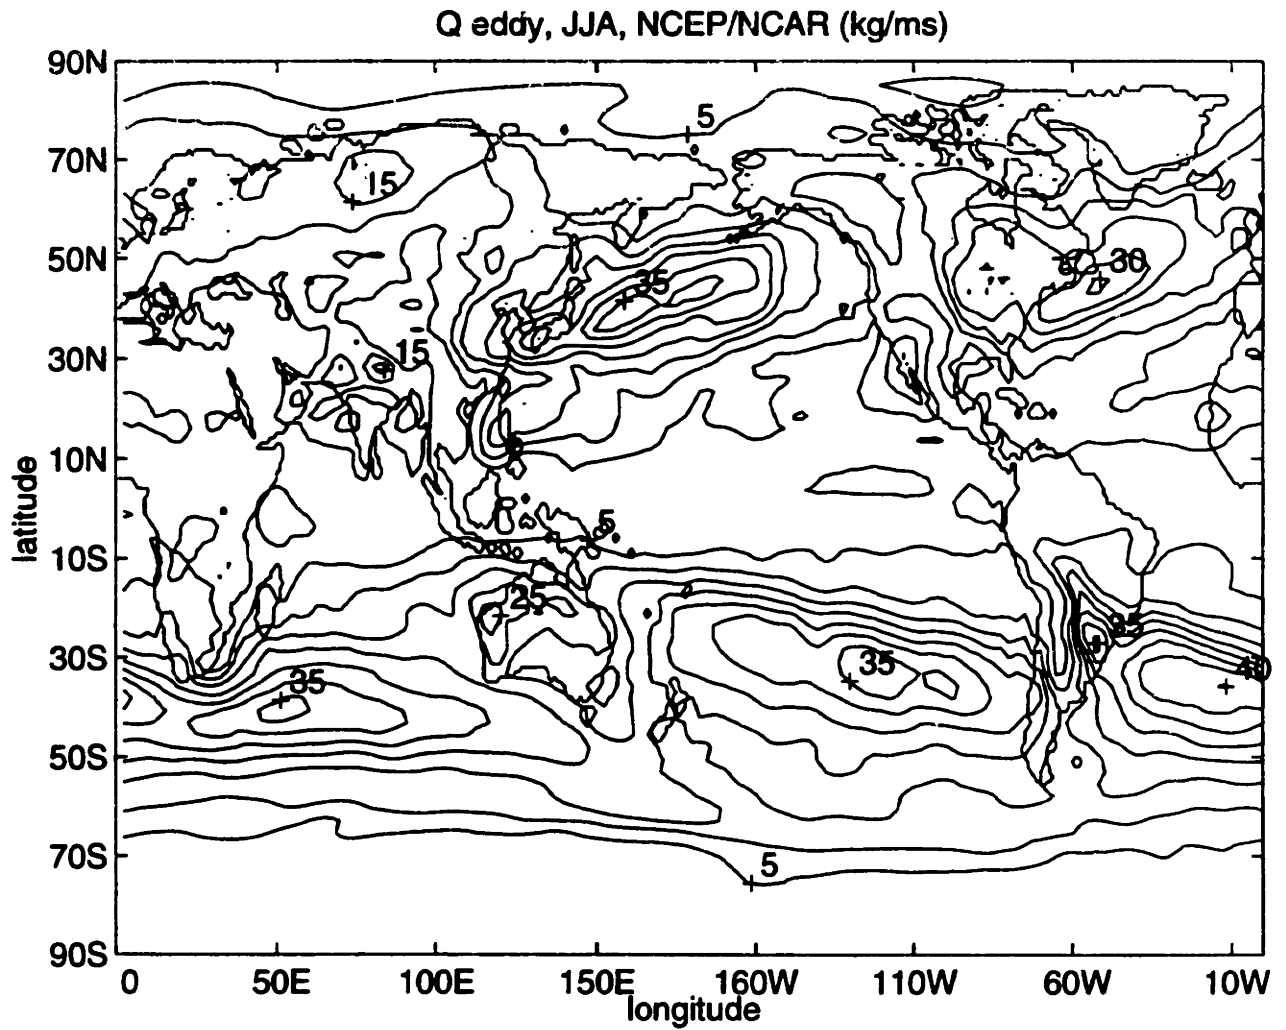 Q eddy, JJA, NCEP/NCAR (kg/ms)
90N
5
70N
15
50N
35
30
30N
15
10N
latitude
5
10S
25
35
30S
35
35
40
50S
70S
5
90S
0 50E 100E 150E 160W 110W 60W 10W
longitude